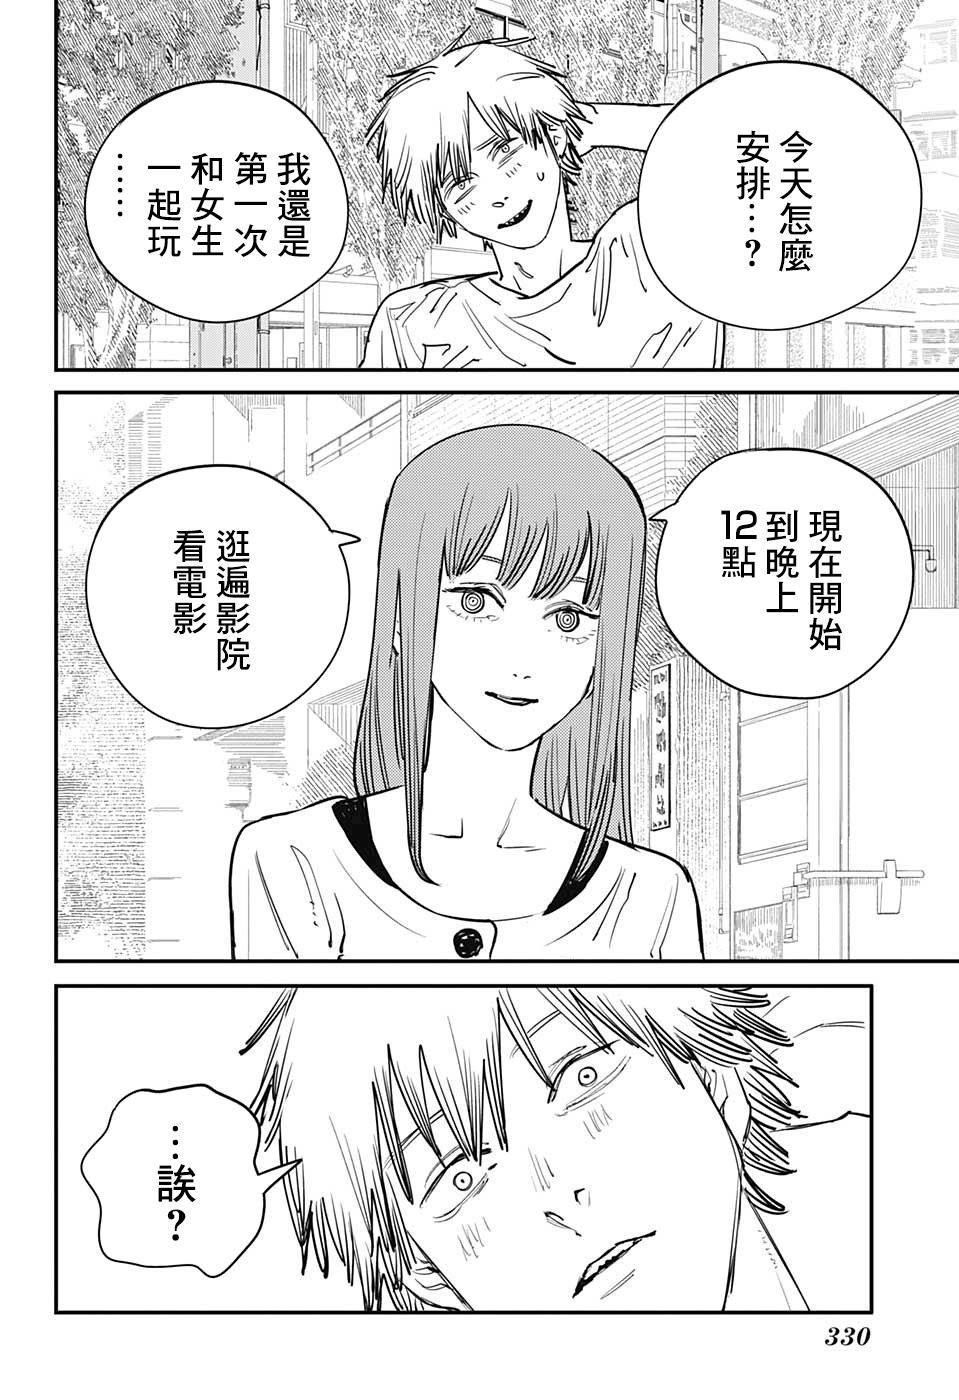 今天怎麼
安排…?
我還是
第一次
和女生
一起玩
……
現在開始
到晚上
12點
逛遍影院
看電影
…誒?
330